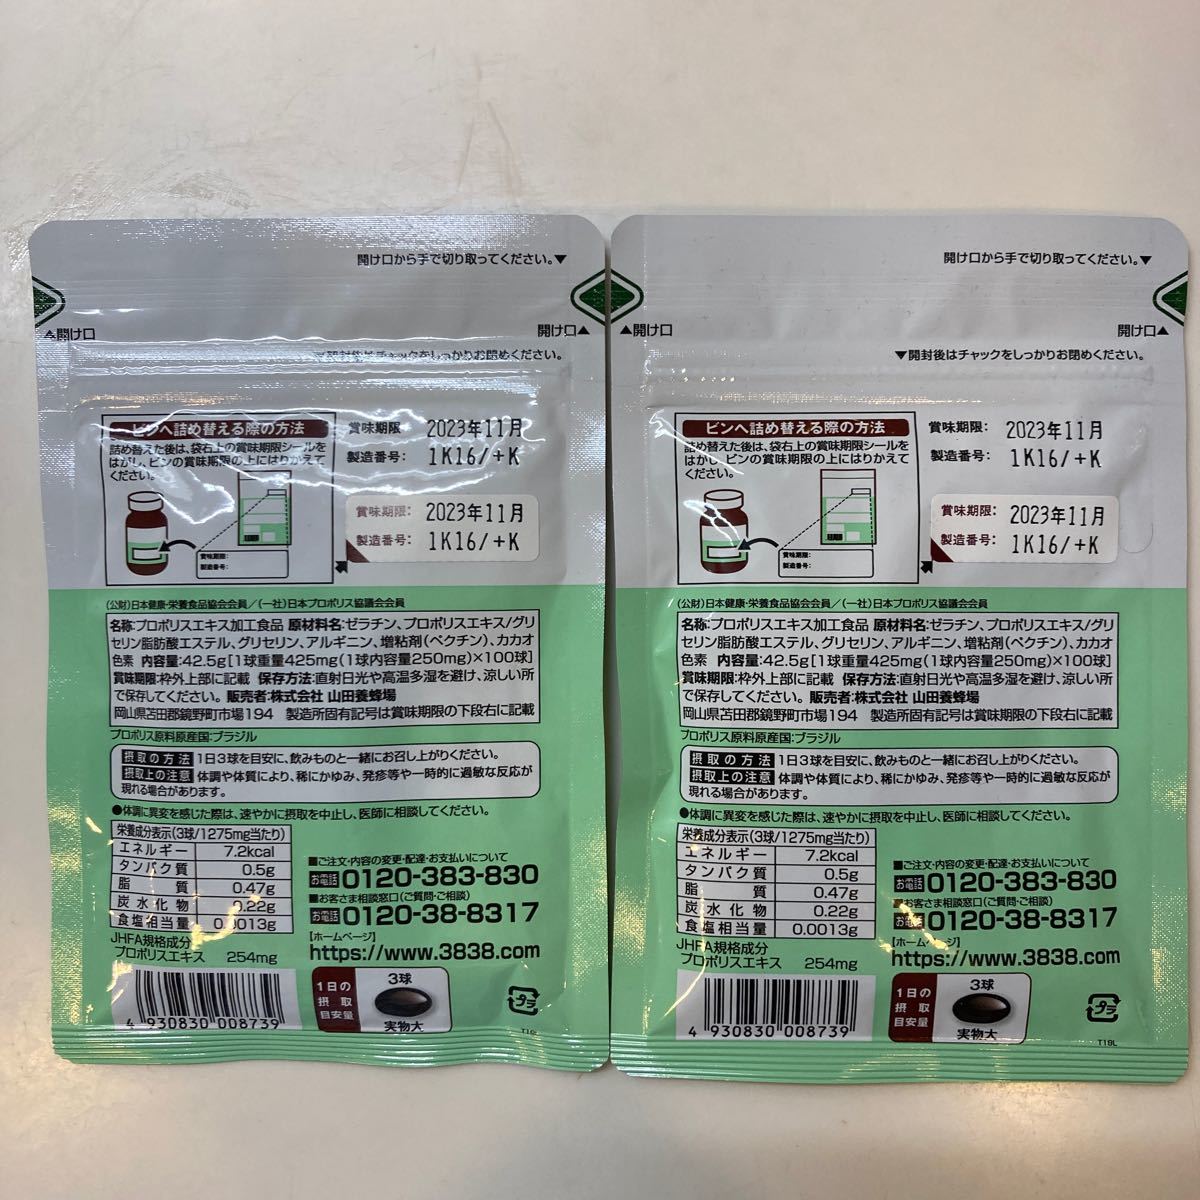 開け口から手で切り取ってください。▼
▲開け口
開け口▲
▼開封後はチャックをしっかりお閉めください。
ビンへ詰め替える際の方法
詰め替えた後は、袋右上の賞味期限シールを
はがし、ビンの賞味期限の上にはりかえて
ください。
賞味期限:
製造番号:
賞味期限: 2023年11月
製造番号: 1K16/+K
賞味期限: 2023年11月
製造番号: 1K16/+K
(公財)日本健康・栄養食品協会会員/(一社)日本プロポリス協議会会員
名称:プロポリスエキス加工食品 原材料名:ゼラチン、プロポリスエキス/グリ
セリン脂肪酸エステル、グリセリン、アルギニン、増粘剤(ペクチン)、カカオ
色素 内容量:42.5g[1球重量425mg(1球内容量250mg)×100球]
賞味期限:枠外上部に記載 保存方法:直射日光や高温多湿を避け、涼しい所
で保存してください。 販売者:株式会社 山田養蜂場
岡山県苫田郡鏡野町市場194 製造所固有記号は賞味期限の下段右に記載
プロポリス原料原産国:ブラジル
摂取の方法 1日3球を目安に、飲みものと一緒にお召し上がりください。
摂取上の注意 体調や体質により、稀にかゆみ、発疹等や一時的に過敏な反応が
現れる場合があります。
●体調に異変を感じた際は、速やかに摂取を中止し、医師に相談してください。
栄養成分表示(3球/1275mg当たり)
エネルギー 7.2kcal
タンパク質 0.5g
脂質 0.47g
炭水化物 0.22g
食塩相当量 0.0013g
JHFA規格成分
プロポリスエキス 254mg
■ご注文・内容の変更・配達・お支払いについて
お電話 0120-383-830
■お客さま相談窓口(ご質問・ご相談)
お電話 0120-38-8317
[ホームページ]
https://www.3838.com
4 930830 008739
1日の
摂取
目安量
3球
実物大
プラ
T19
開け口から手で切り取ってください。▼
▲開け口
開け口▲
▼開封後はチャックをしっかりお閉めください。
ビンへ詰め替える際の方法
詰め替えた後は、袋右上の賞味期限シールを
はがし、ビンの賞味期限の上にはりかえて
ください。
賞味期限:
製造番号:
賞味期限: 2023年11月
製造番号: 1K16/+K
賞味期限: 2023年11月
製造番号: 1K16/+K
(公財)日本健康・栄養食品協会会員/(一社)日本プロポリス協議会会員
名称:プロポリスエキス加工食品 原材料名:ゼラチン、プロポリスエキス/グリ
セリン脂肪酸エステル、グリセリン、アルギニン、増粘剤(ペクチン)、カカオ
色素 内容量:42.5g[1球重量425mg(1球内容量250mg)×100球]
賞味期限:枠外上部に記載 保存方法:直射日光や高温多湿を避け、涼しい所
で保存してください。 販売者:株式会社 山田養蜂場
岡山県苫田郡鏡野町市場194 製造所固有記号は賞味期限の下段右に記載
プロポリス原料原産国:ブラジル
摂取の方法 1日3球を目安に、飲みものと一緒にお召し上がりください。
摂取上の注意 体調や体質により、稀にかゆみ、発疹等や一時的に過敏な反応が
現れる場合があります。
●体調に異変を感じた際は、速やかに摂取を中止し、医師に相談してください。
栄養成分表示(3球/1275mg当たり)
エネルギー 7.2kcal
タンパク質 0.5g
脂質 0.47g
炭水化物 0.22g
食塩相当量 0.0013g
JHFA規格成分
プロポリスエキス 254mg
■ご注文・内容の変更・配達・お支払いについて
お電話 0120-383-830
■お客さま相談窓口(ご質問・ご相談)
お電話 0120-38-8317
[ホームページ]
https://www.3838.com
4 930830 008739
1日の
摂取
目安量
3球
実物大
プラ
T19L